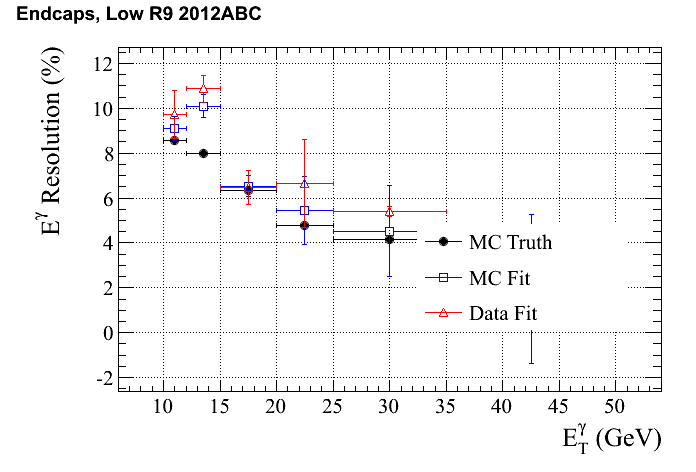 Endcaps, Low R9 2012ABC
E^γ Resolution (%)
12
10
8
6
4
2
0
-2
MC Truth
MC Fit
Data Fit
10 15 20 25 30 35 40 45 50
E_T^γ (GeV)